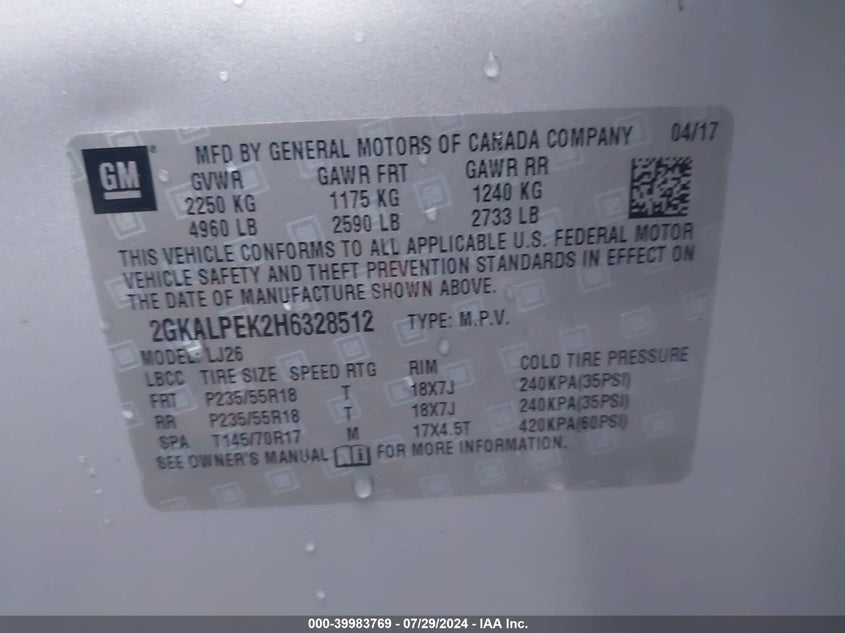 GM
MFD BY GENERAL MOTORS OF CANADA COMPANY 04/17
GVWR GAWR FRT GAWR RR
2250 KG 1175 KG 1240 KG
4960 LB 2590 LB 2733 LB
THIS VEHICLE CONFORMS TO ALL APPLICABLE U.S. FEDERAL MOTOR
VEHICLE SAFETY AND THEFT PREVENTION STANDARDS IN EFFECT ON
THE DATE OF MANUFACTURE SHOWN ABOVE.
2GKALPEK2H6328512 TYPE: M.P.V.
MODEL: LJ26
LBCC TIRE SIZE SPEED RTG RIM COLD TIRE PRESSURE
FRT P235/55R18 T 18X7J 240KPA(35PSI)
RR P235/55R18 T 18X7J 240KPA(35PSI)
SPA T145/70R17 M 17X4.5T 420KPA(60PSI)
SEE OWNER'S MANUAL FOR MORE INFORMATION.
000-39983769 - 07/29/2024 - IAA Inc.